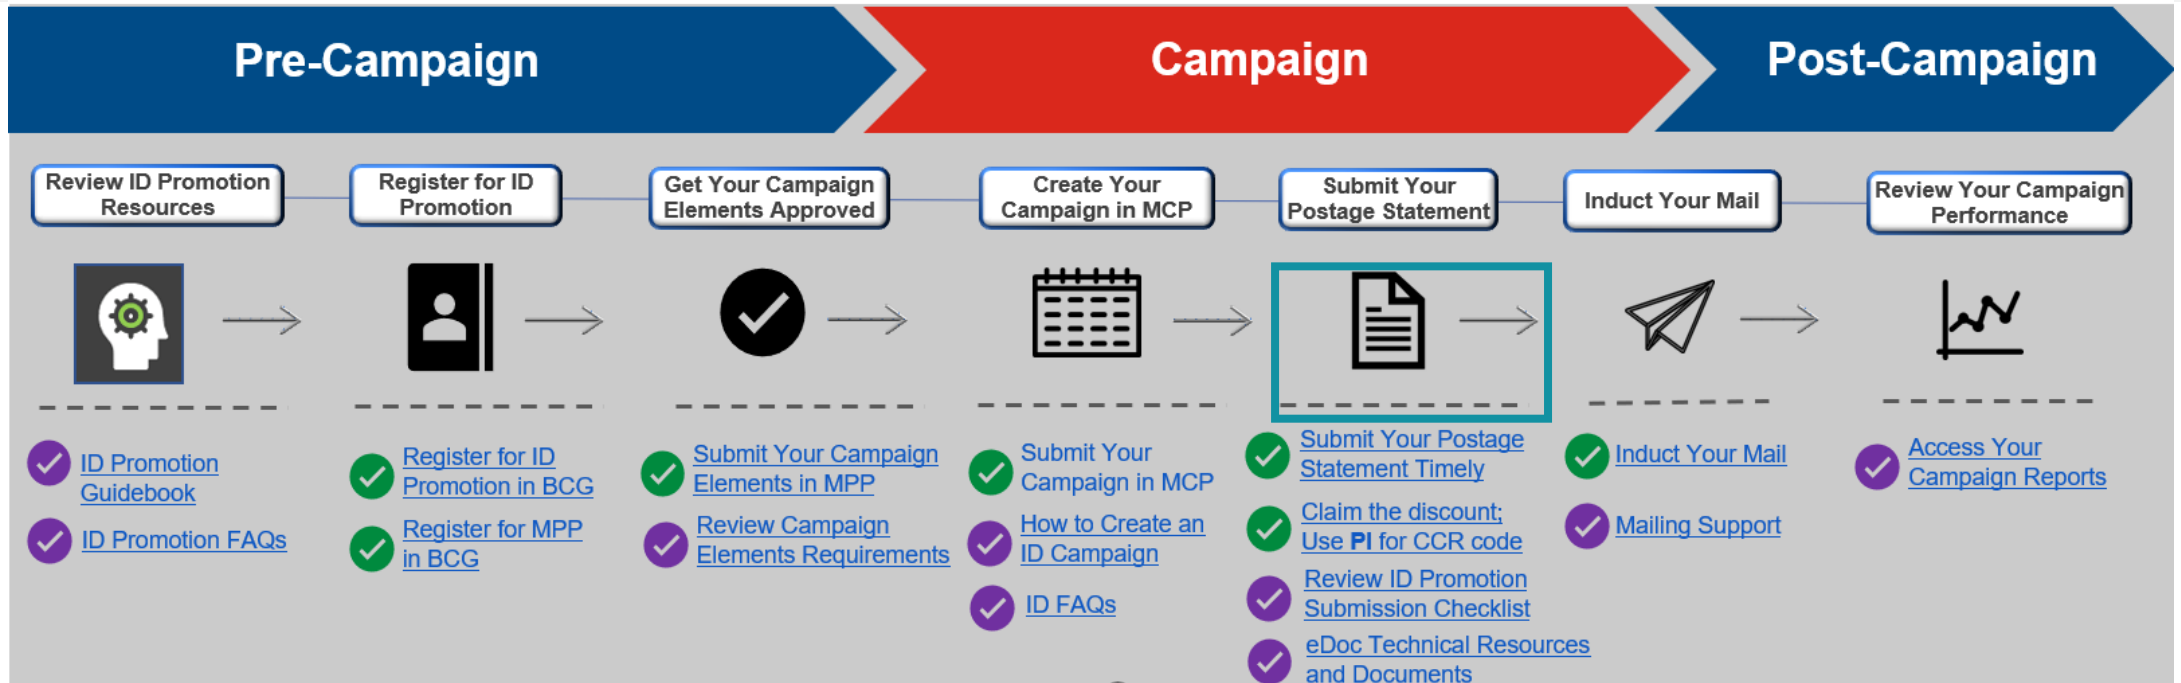 Pre-Campaign
Campaign
Post-Campaign
Review ID Promotion
Resources
Register for ID
Promotion
Get Your Campaign
Elements Approved
Create Your
Campaign in MCP
Submit Your
Postage Statement
Induct Your Mail
Review Your Campaign
Performance
ID Promotion
Guidebook
ID Promotion FAQs
Register for ID
Promotion in BCG
Register for MPP
in BCG
Submit Your Campaign
Elements in MPP
Review Campaign
Elements Requirements
Submit Your
Campaign in MCP
How to Create an
ID Campaign
ID FAQs
Submit Your Postage
Statement Timely
Claim the discount;
Use PI for CCR code
Review ID Promotion
Submission Checklist
eDoc Technical Resources
and Documents
Induct Your Mail
Mailing Support
Access Your
Campaign Reports